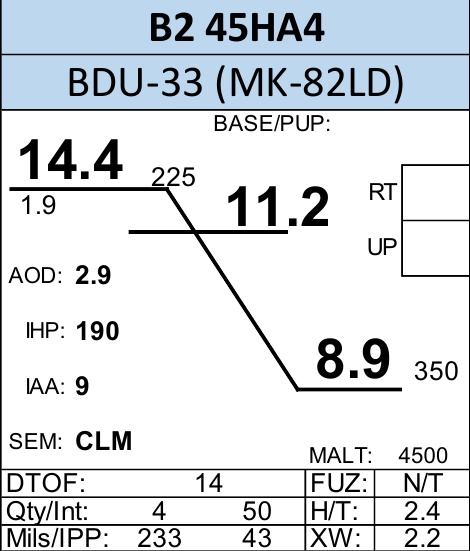 B2 45HA4
BDU-33 (MK-82LD)
BASE/PUP:
14.4
225
1.9
11.2
RT
UP
AOD: 2.9
IHP: 190
IAA: 9
8.9 350
SEM: CLM
MALT: 4500
DTOF: 14 FUZ: N/T
Qty/Int: 4 50 H/T: 2.4
Mils/IPP: 233 43 XW: 2.2